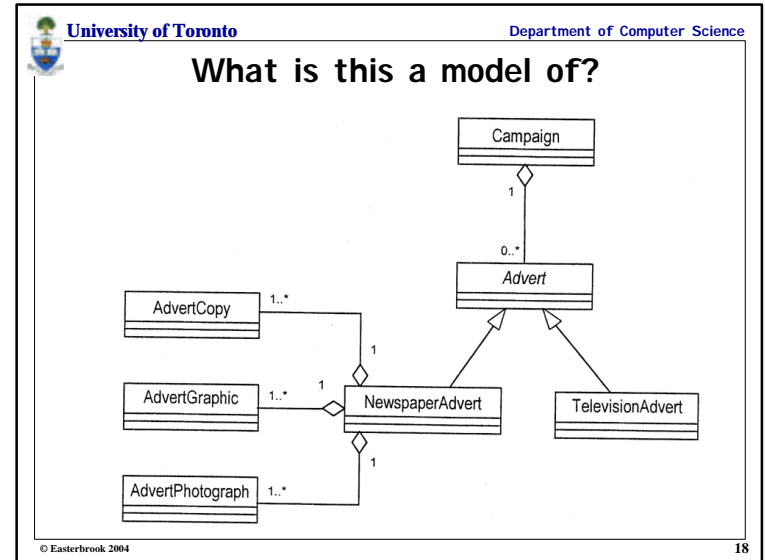 University of Toronto
Department of Computer Science
What is this a model of?
Campaign
1
0..*
Advert
AdvertCopy
1..*
1
AdvertGraphic
1..*
1
NewspaperAdvert
TelevisionAdvert
1
AdvertPhotograph
1..*
© Easterbrook 2004
18